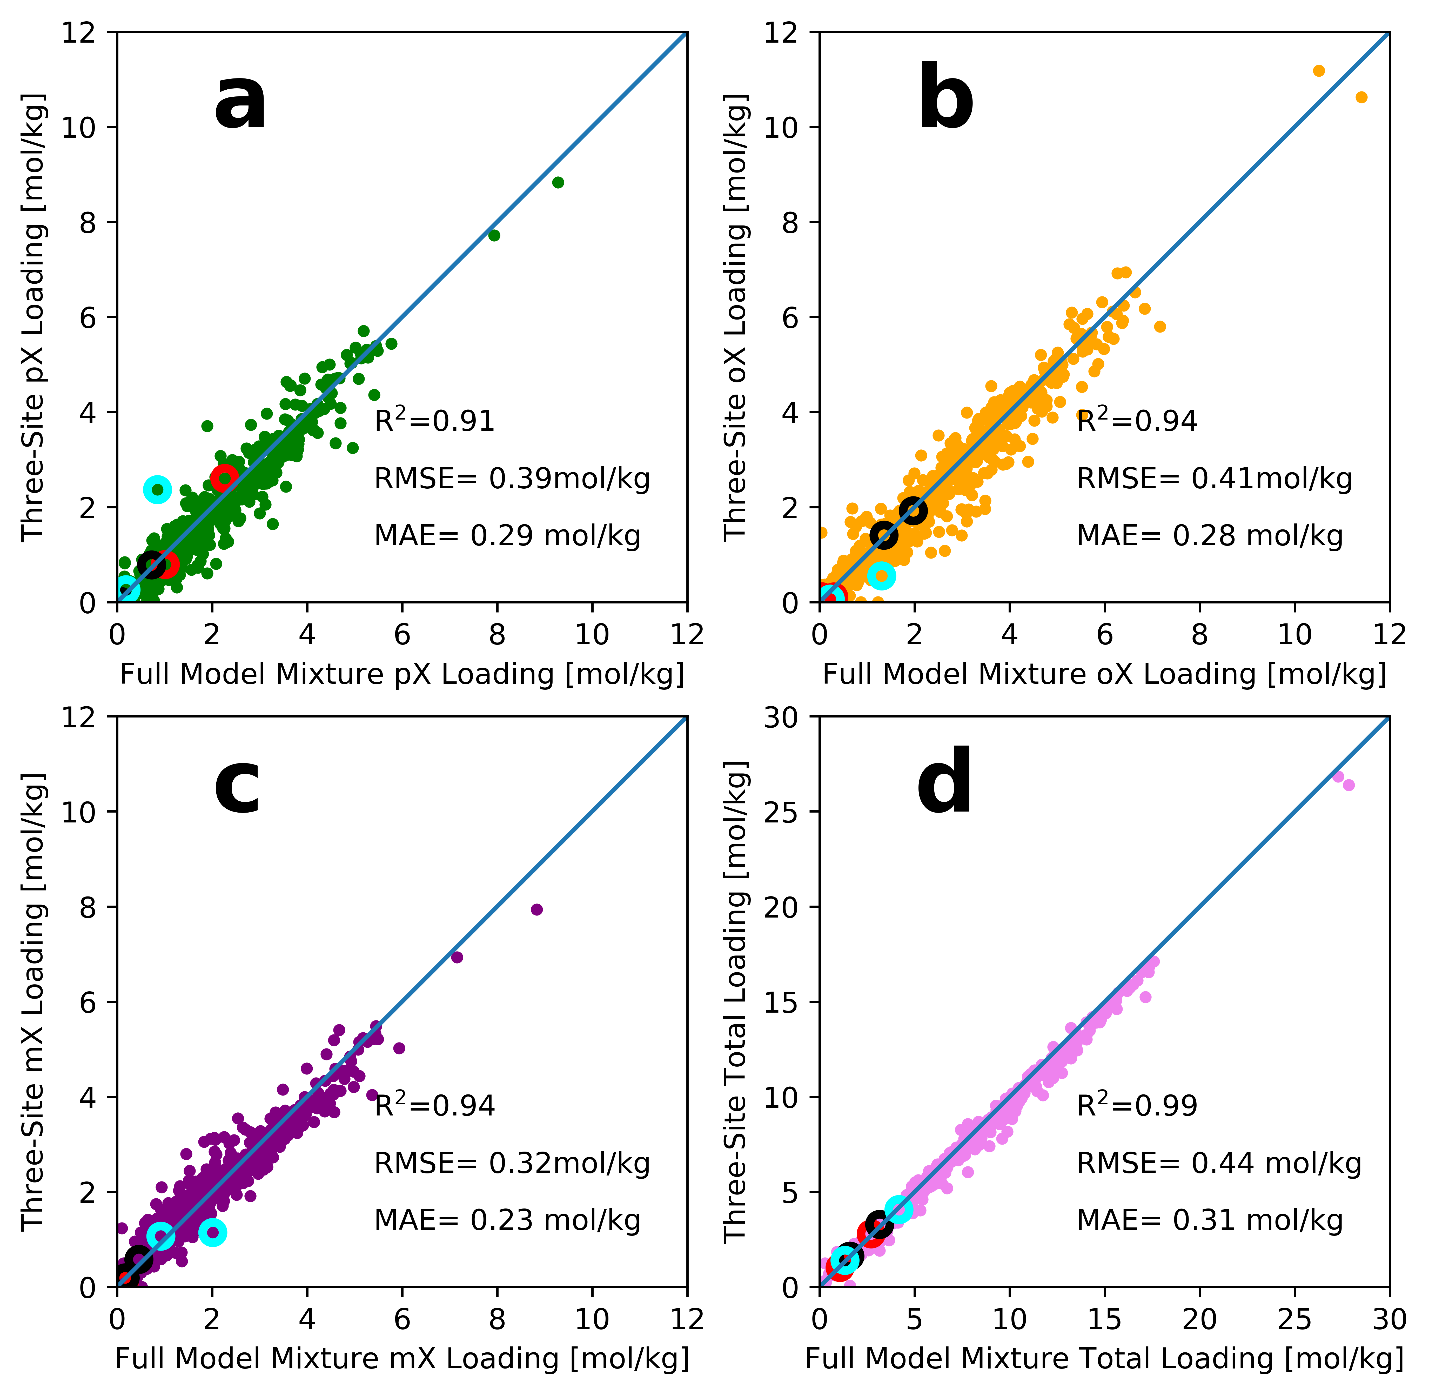 a
12
10
8
6
4
2
0
Three-Site pX Loading [mol/kg]
R²=0.91
RMSE= 0.39mol/kg
MAE= 0.29 mol/kg
0 2 4 6 8 10 12
Full Model Mixture pX Loading [mol/kg]
b
12
10
8
6
4
2
0
Three-Site oX Loading [mol/kg]
R²=0.94
RMSE= 0.41mol/kg
MAE= 0.28 mol/kg
0 2 4 6 8 10 12
Full Model Mixture oX Loading [mol/kg]
c
12
10
8
6
4
2
0
Three-Site mX Loading [mol/kg]
R²=0.94
RMSE= 0.32mol/kg
MAE= 0.23 mol/kg
0 2 4 6 8 10 12
Full Model Mixture mX Loading [mol/kg]
d
30
25
20
15
10
5
0
Three-Site Total Loading [mol/kg]
R²=0.99
RMSE= 0.44 mol/kg
MAE= 0.31 mol/kg
0 5 10 15 20 25 30
Full Model Mixture Total Loading [mol/kg]